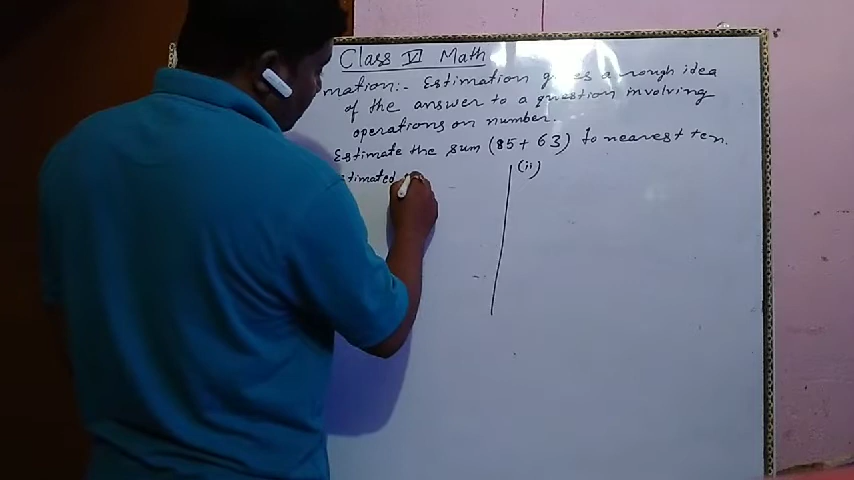 Class VI Math
mation:- Estimation gives a rough idea
of the answer to a question involving
operations on number.
Estimate the sum (85+63) to nearest ten.
stimated
(ii)